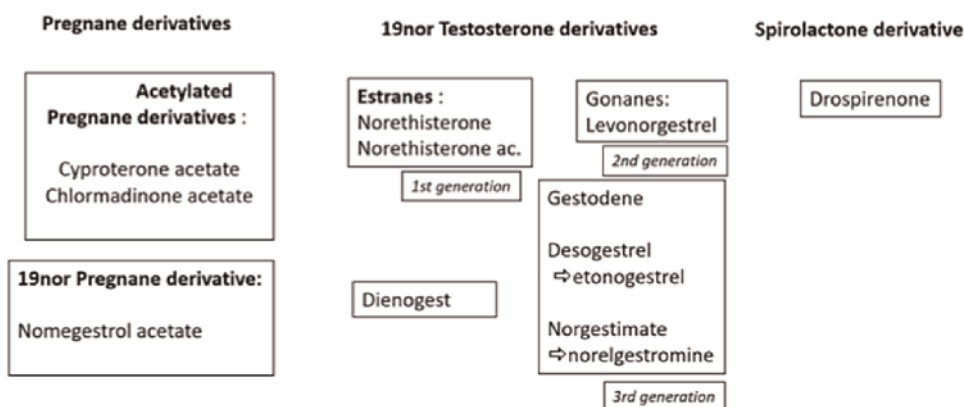 Pregnane derivatives
Acetylated
Pregnane derivatives :
Cyproterone acetate
Chlormadinone acetate
19nor Pregnane derivative:
Nomegestrol acetate
19nor Testosterone derivatives
Estranes :
Norethisterone
Norethisterone ac.
1st generation
Dienogest
Gonanes:
Levonorgestrel
2nd generation
Gestodene
Desogestrel
⇨etonogestrel
Norgestimate
⇨norelgestromine
3rd generation
Spirolactone derivative
Drospirenone